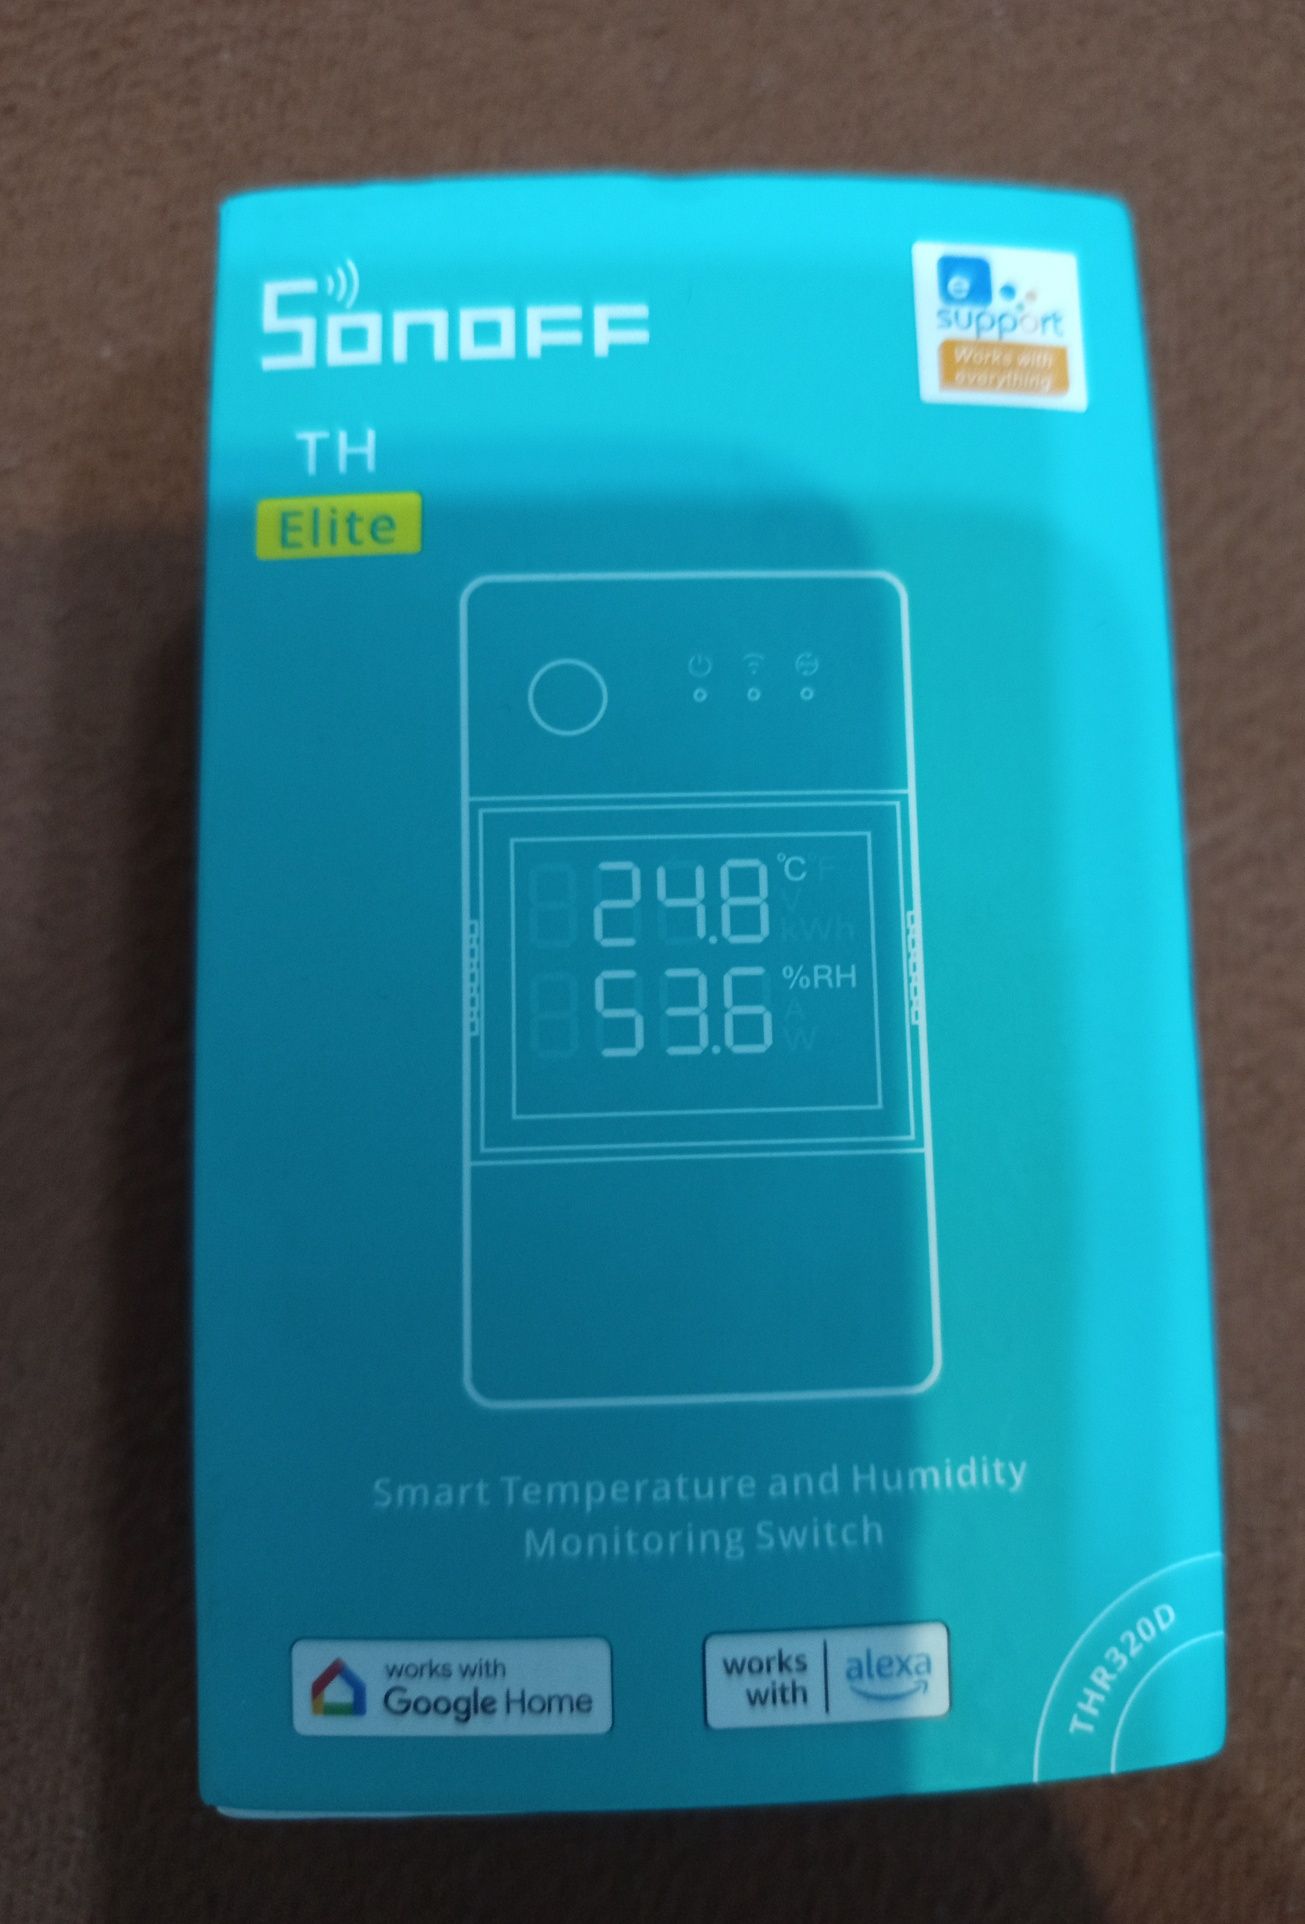 SONOFF
e
support
Works with
everything
TH
Elite
24.8 °C °F
V
kWh
53.6 %RH
A
W
Smart Temperature and Humidity
Monitoring Switch
works with
Google Home
works
with
alexa
THR320D